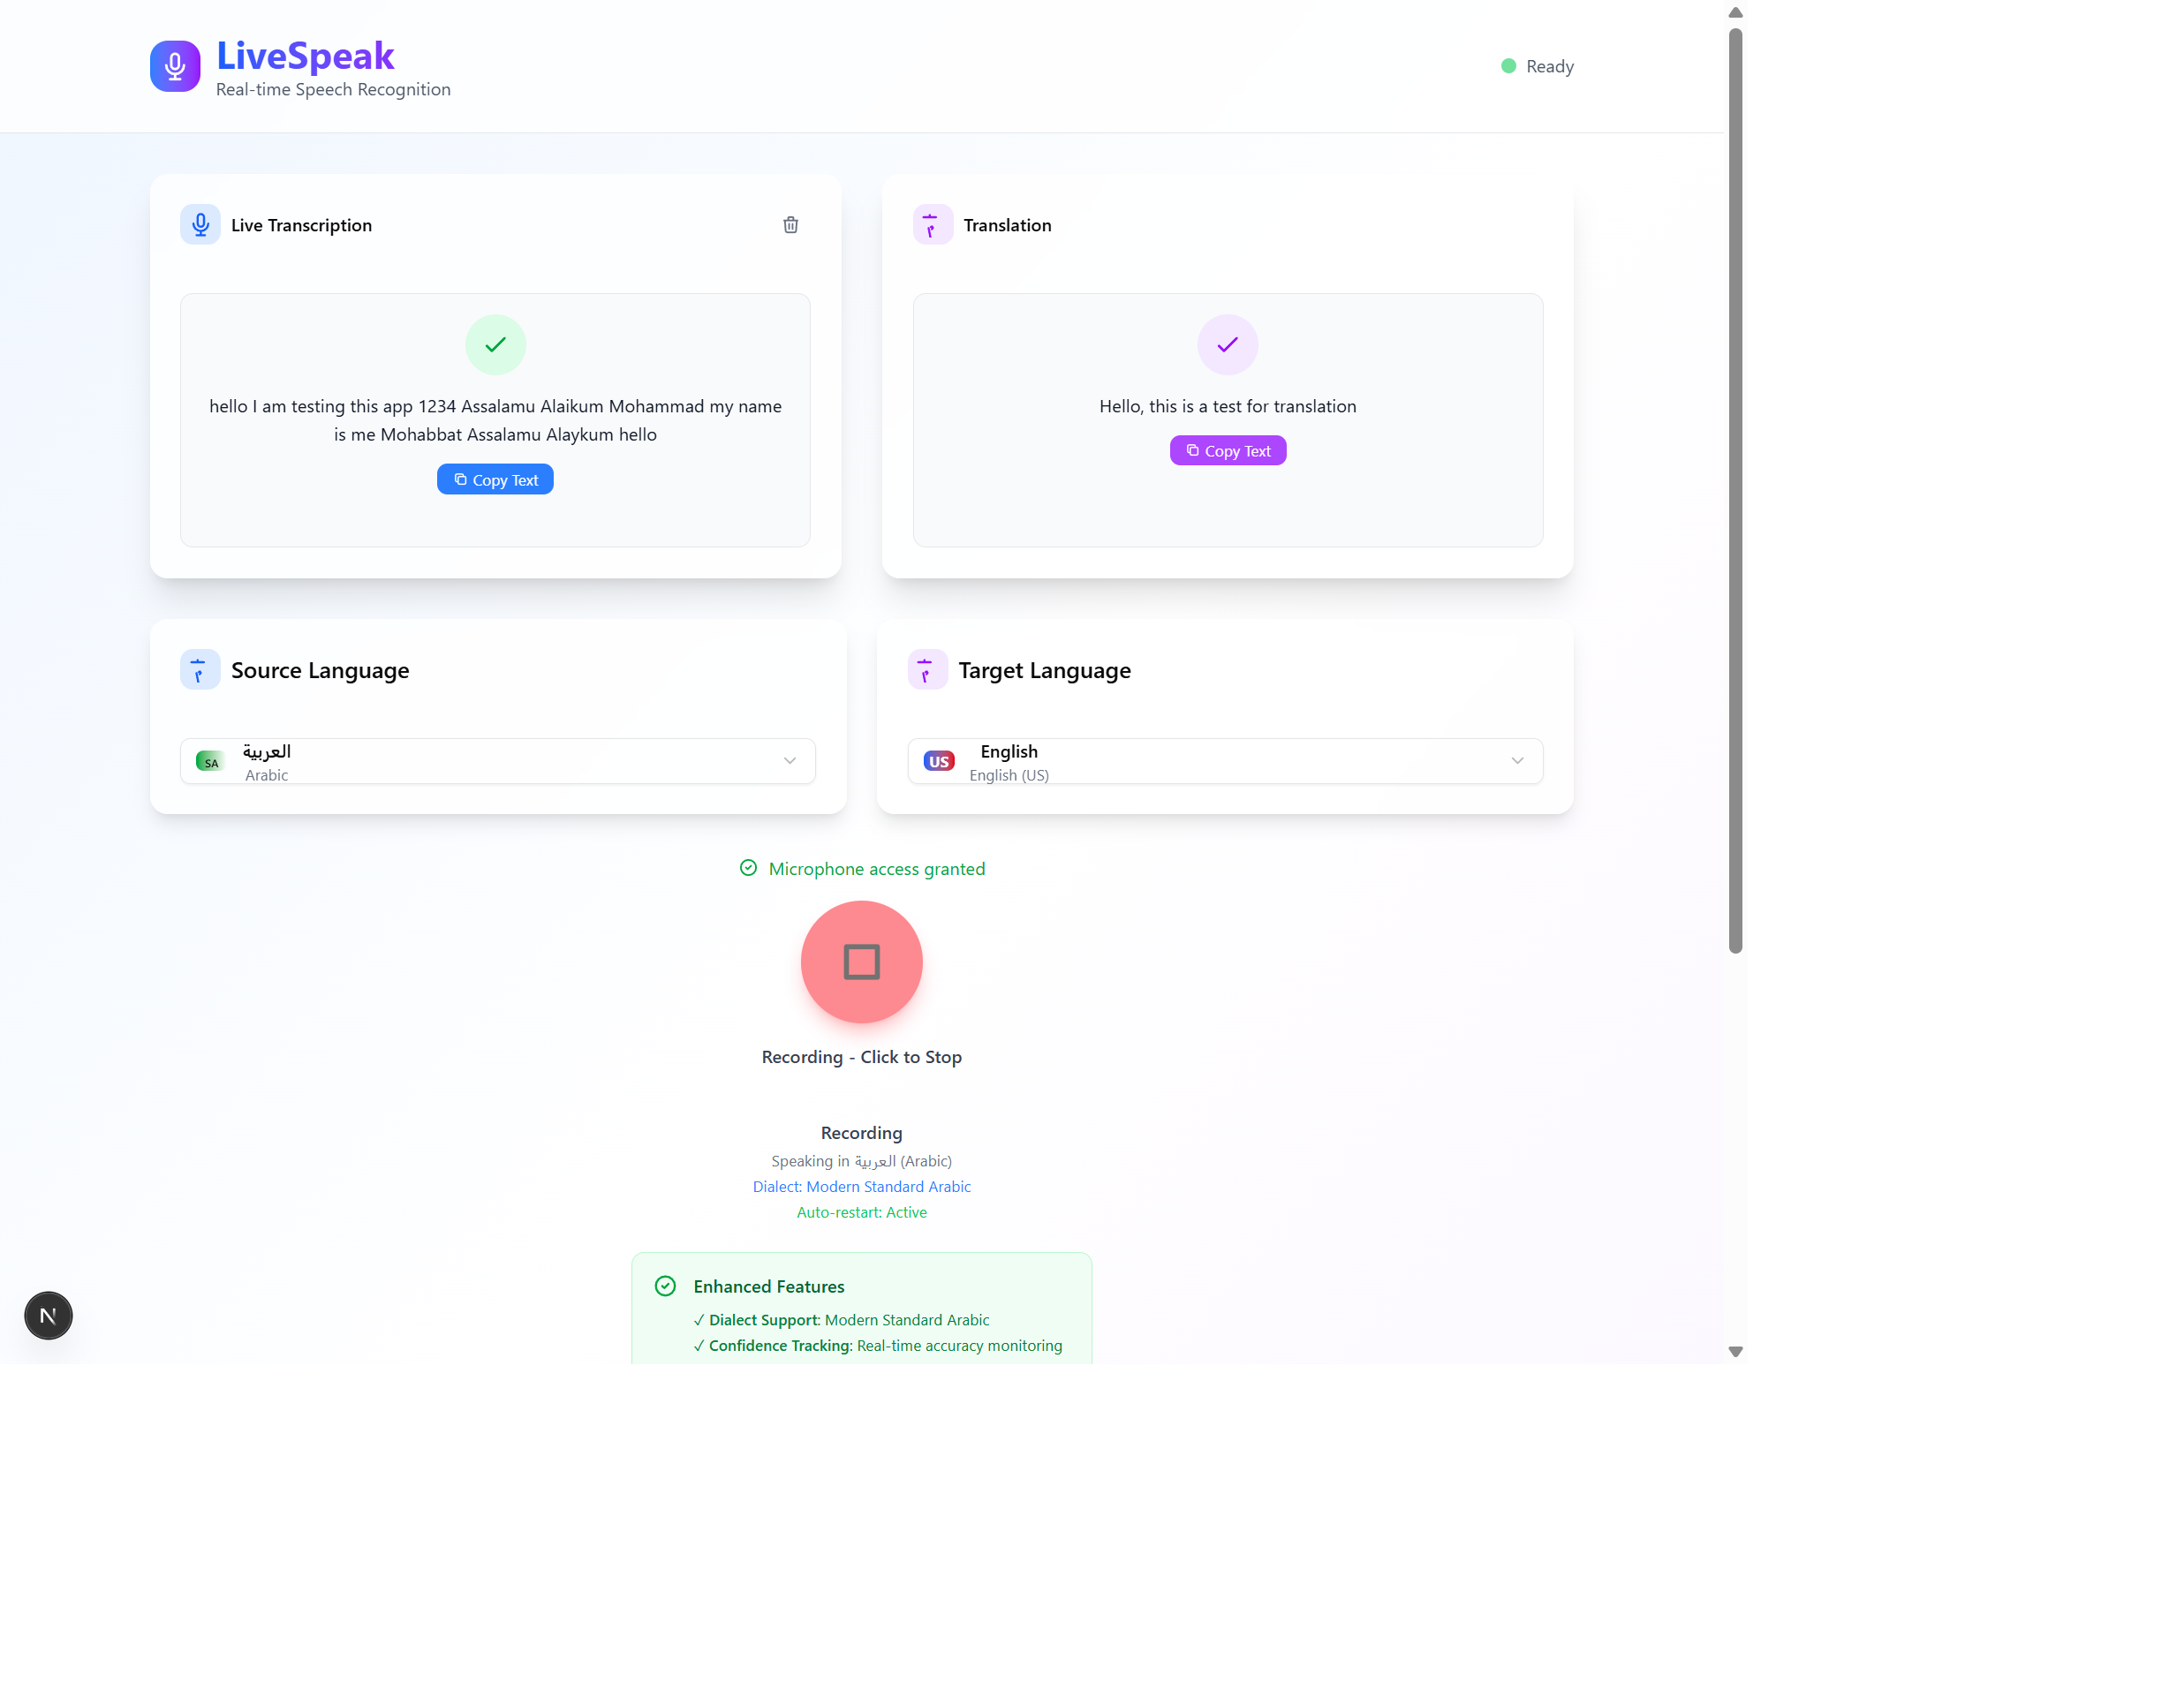 LiveSpeak
Real-time Speech Recognition
Ready
Live Transcription
hello I am testing this app 1234 Assalamu Alaikum Mohammad my name
is me Mohabbat Assalamu Alaykum hello
Copy Text
Translation
Hello, this is a test for translation
Copy Text
Source Language
SA
العربية
Arabic
Target Language
US
English
English (US)
Microphone access granted
Recording - Click to Stop
Recording
Speaking in العربية (Arabic)
Dialect: Modern Standard Arabic
Auto-restart: Active
Enhanced Features
✓ Dialect Support: Modern Standard Arabic
✓ Confidence Tracking: Real-time accuracy monitoring
N